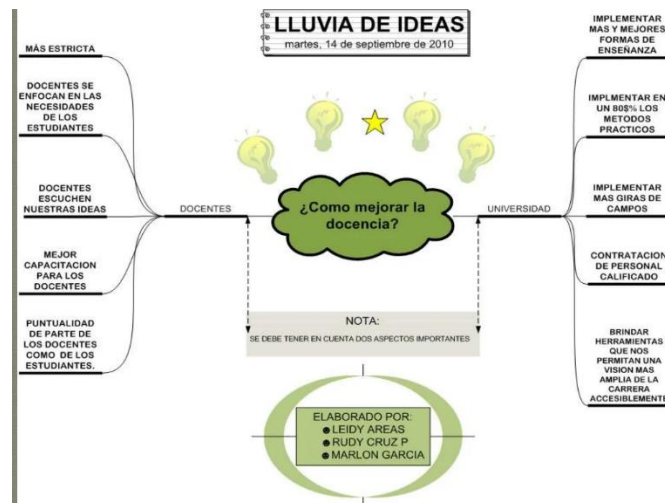 LLUVIA DE IDEAS
martes, 14 de septiembre de 2010
MÁS ESTRICTA
DOCENTES SE
ENFOCAN EN LAS
NECESIDADES
DE LOS
ESTUDIANTES
DOCENTES
ESCUCHEN
NUESTRAS IDEAS
MEJOR
CAPACITACION
PARA LOS
DOCENTES
PUNTUALIDAD
DE PARTE DE
LOS DOCENTES
COMO DE LOS
ESTUDIANTES.
DOCENTES
¿Como mejorar la
docencia?
UNIVERSIDAD
IMPLEMENTAR
MAS Y MEJORES
FORMAS DE
ENSEÑANZA
IMPLMENTAR EN
UN 80$% LOS
METODOS
PRACTICOS
IMPLEMENTAR
MAS GIRAS DE
CAMPOS
CONTRATACION
DE PERSONAL
CALIFICADO
BRINDAR
HERRAMIENTAS
QUE NOS
PERMITAN UNA
VISION MAS
AMPLIA DE LA
CARRERA
ACCESIBLEMENTE
NOTA:
SE DEBE TENER EN CUENTA DOS ASPECTOS IMPORTANTES
ELABORADO POR:
LEIDY AREAS
RUDY CRUZ P
MARLON GARCIA